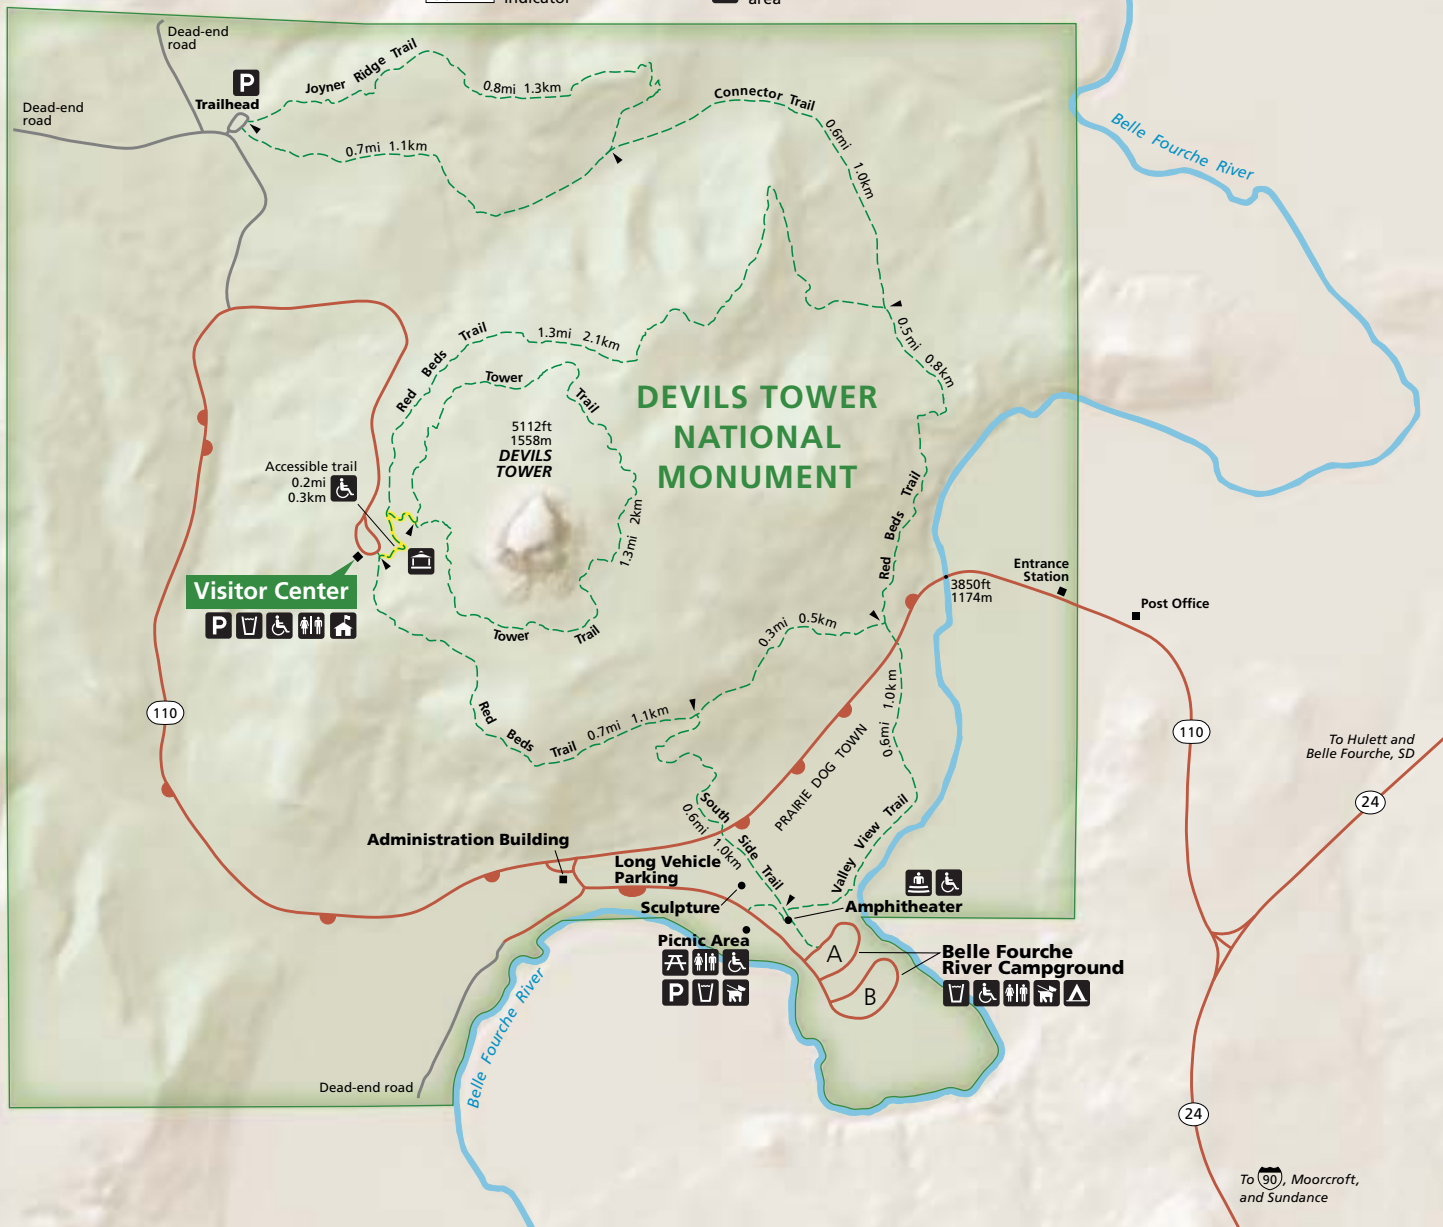 indicator
area
Dead-end
road
Dead-end
road
P
Trailhead
Joyner Ridge Trail
0.8mi 1.3km
0.7mi 1.1km
Connector Trail
0.6mi 1.0km
Belle Fourche River
Red Beds Trail
1.3mi 2.1km
0.5mi 0.8km
Tower Trail
DEVILS TOWER
NATIONAL
MONUMENT
5112ft
1558m
DEVILS
TOWER
Accessible trail
0.2mi
0.3km
1.3mi 2km
Red Beds Trail
Visitor Center
P
Tower Trail
3850ft
1174m
Entrance
Station
Post Office
0.3mi 0.5km
0.6mi 1.0km
110
Red Beds Trail
0.7mi 1.1km
PRAIRIE DOG TOWN
110
To Hulett and
Belle Fourche, SD
24
South Side Trail
0.6mi 1.0km
Valley View Trail
Administration Building
Long Vehicle
Parking
Sculpture
Amphitheater
Picnic Area
P
A
B
Belle Fourche
River Campground
Belle Fourche River
Dead-end road
24
To 90, Moorcroft,
and Sundance